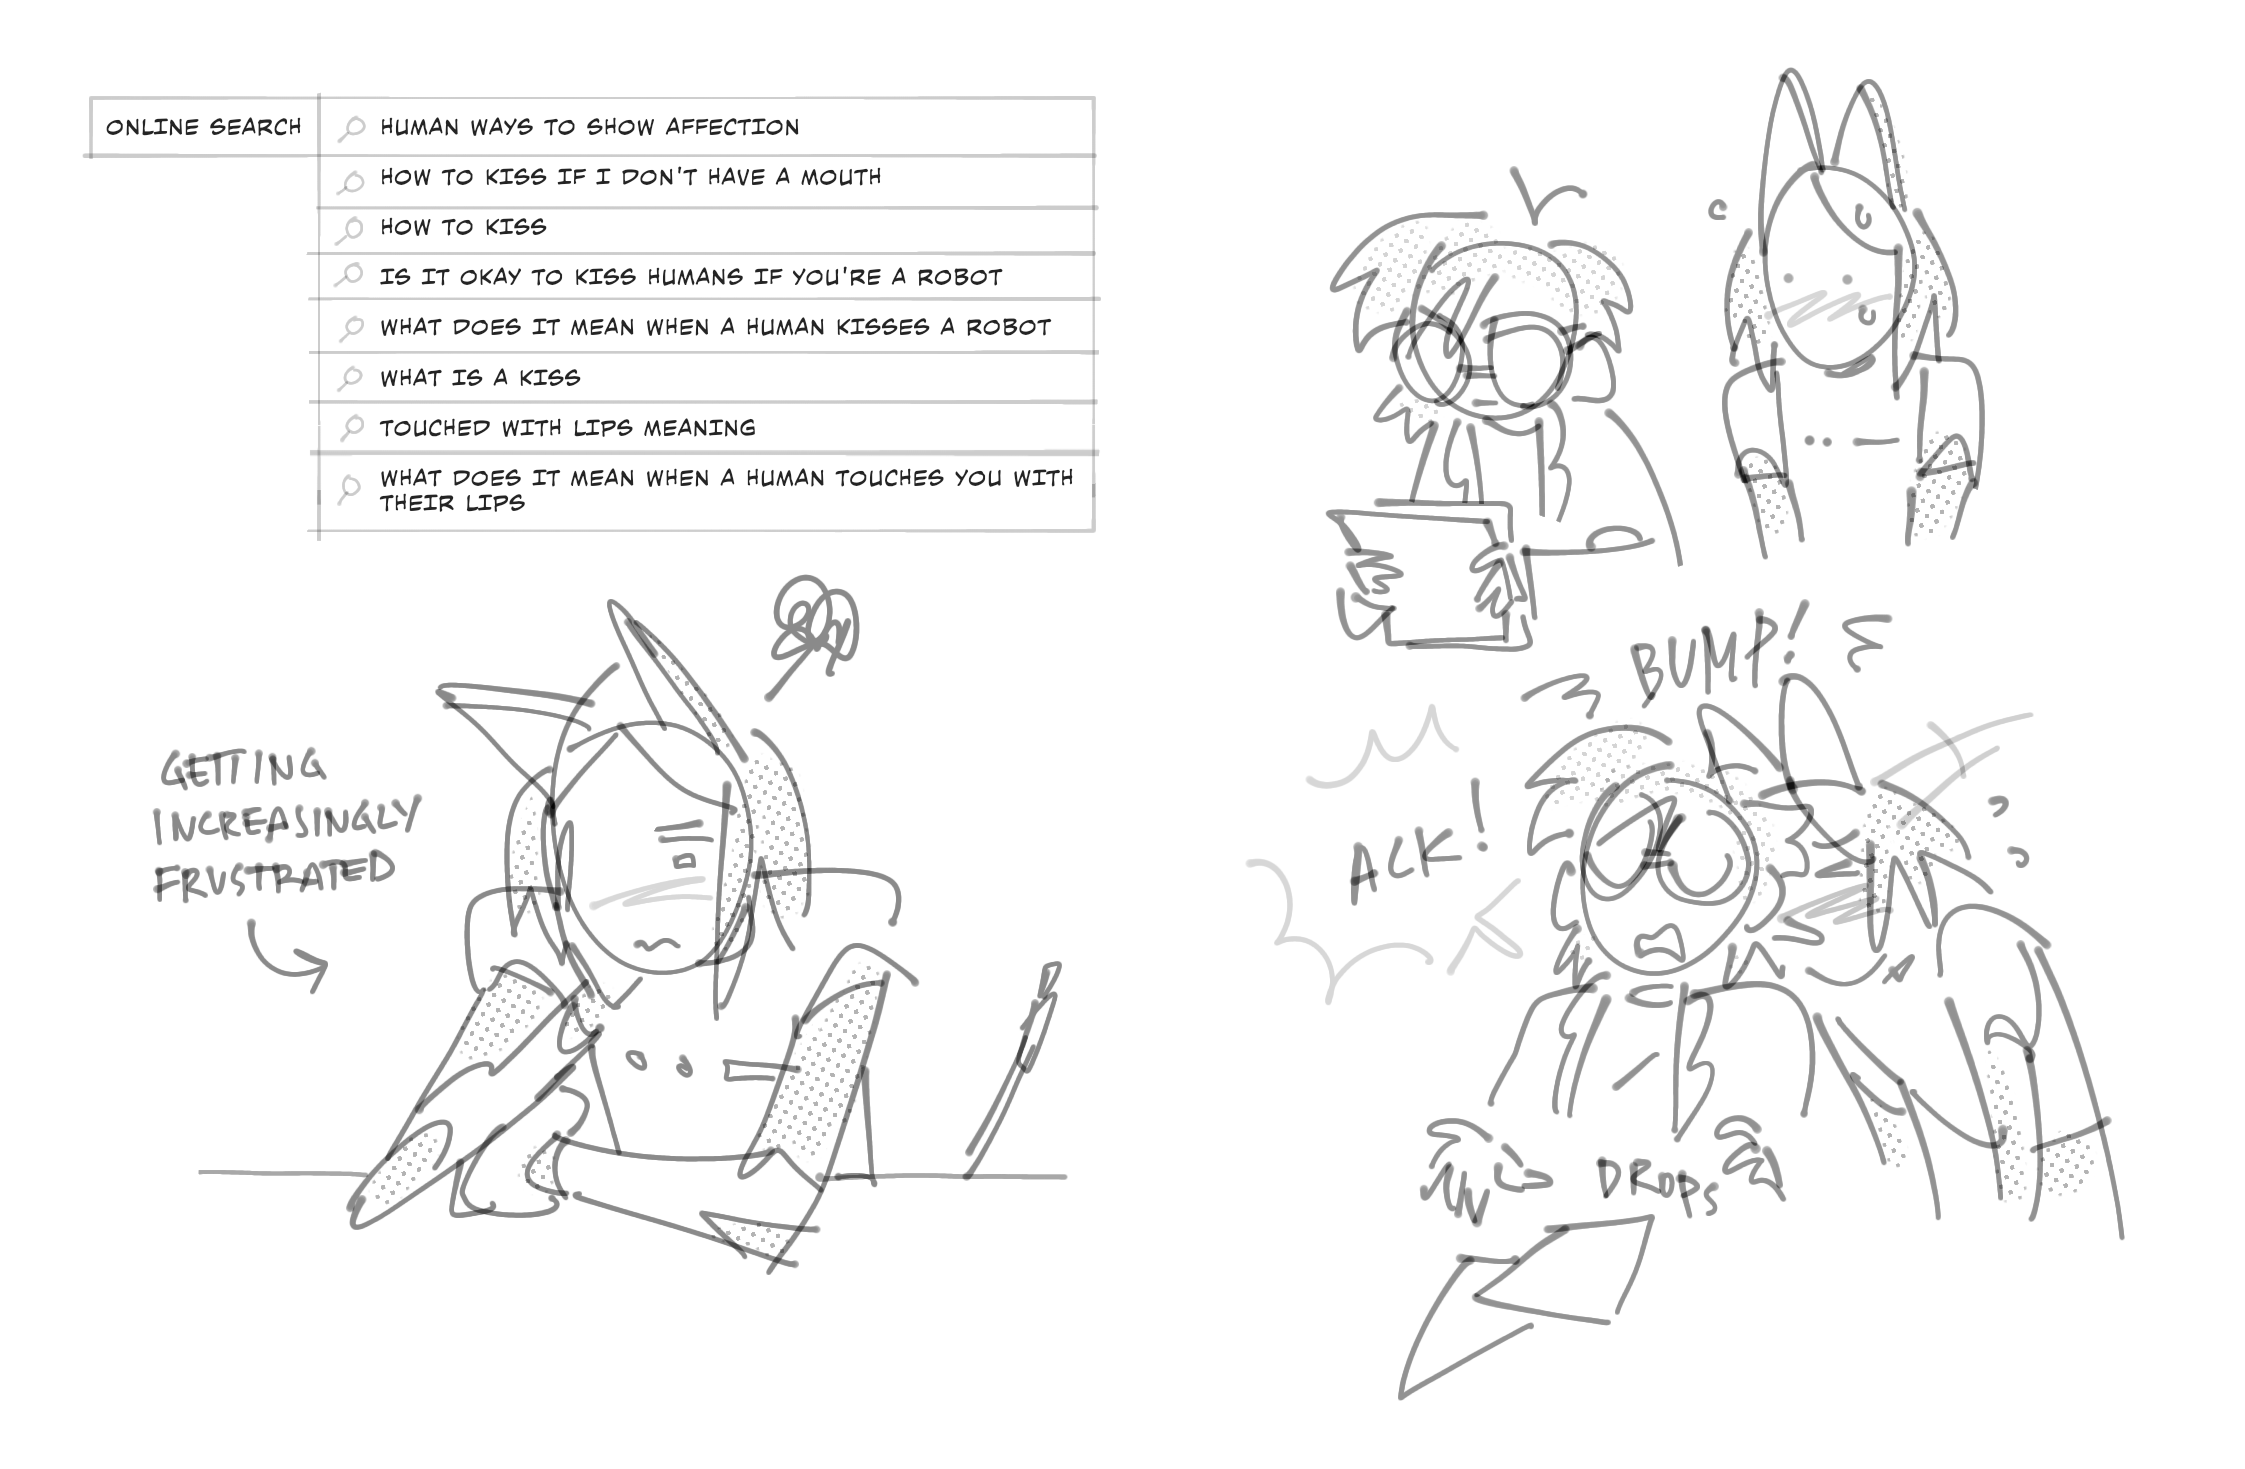 ONLINE SEARCH
HUMAN WAYS TO SHOW AFFECTION
HOW TO KISS IF I DON'T HAVE A MOUTH
HOW TO KISS
IS IT OKAY TO KISS HUMANS IF YOU'RE A ROBOT
WHAT DOES IT MEAN WHEN A HUMAN KISSES A ROBOT
WHAT IS A KISS
TOUCHED WITH LIPS MEANING
WHAT DOES IT MEAN WHEN A HUMAN TOUCHES YOU WITH
THEIR LIPS
GETTING
INCREASINGLY
FRUSTRATED
BUMP!
ACK!
DROPS